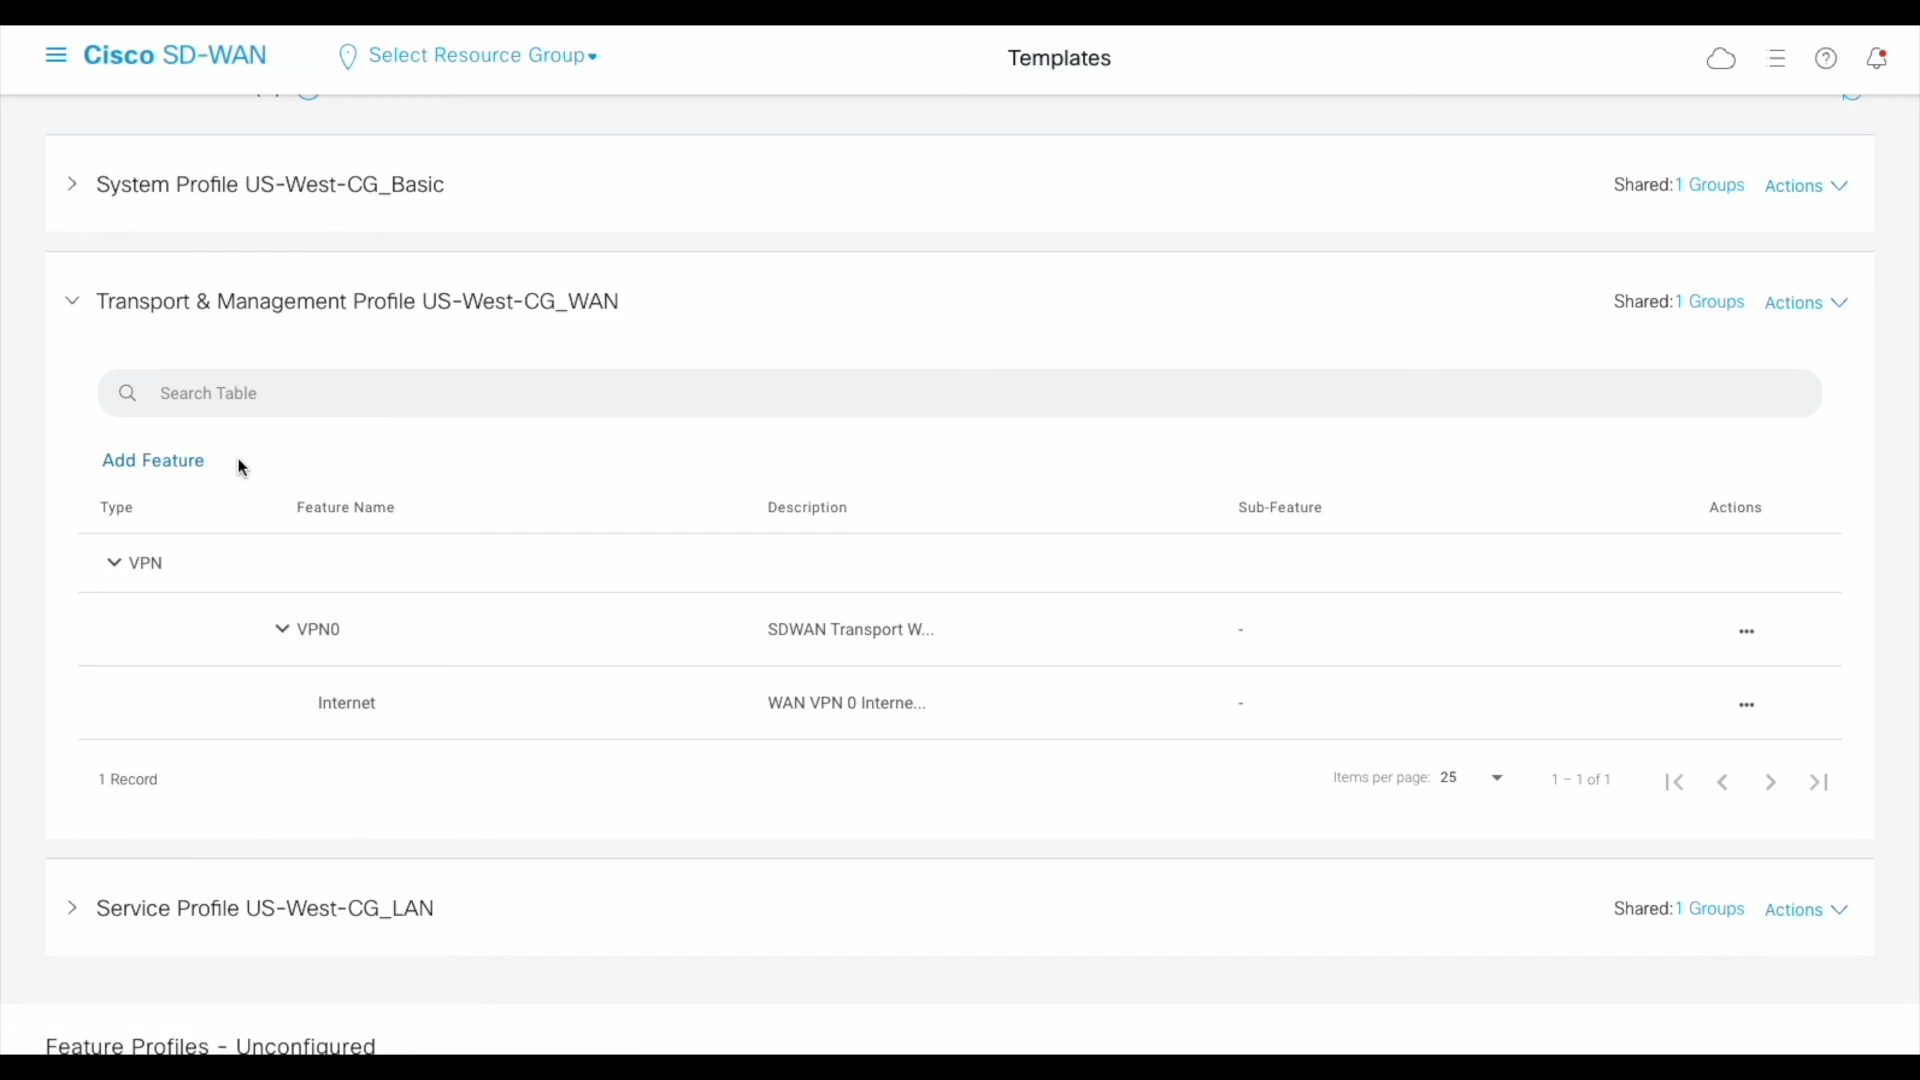 Cisco SD-WAN
Select Resource Group
Templates
System Profile US-West-CG_Basic
Shared:1 Groups Actions
Transport & Management Profile US-West-CG_WAN
Shared:1 Groups Actions
Search Table
Add Feature
Type Feature Name Description Sub-Feature Actions
VPN
VPN0 SDWAN Transport W... - •••
Internet WAN VPN 0 Interne... - •••
1 Record
Items per page: 25
1 – 1 of 1
Service Profile US-West-CG_LAN
Shared:1 Groups Actions
Feature Profiles - Unconfigured